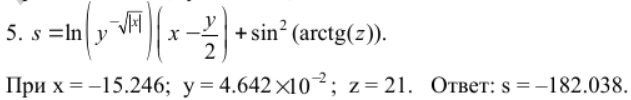 5. s = ln(y^{-√|x|})(x - y/2) + sin²(arctg(z)).
При x = –15.246; y = 4.642×10⁻²; z = 21. Ответ: s = –182.038.